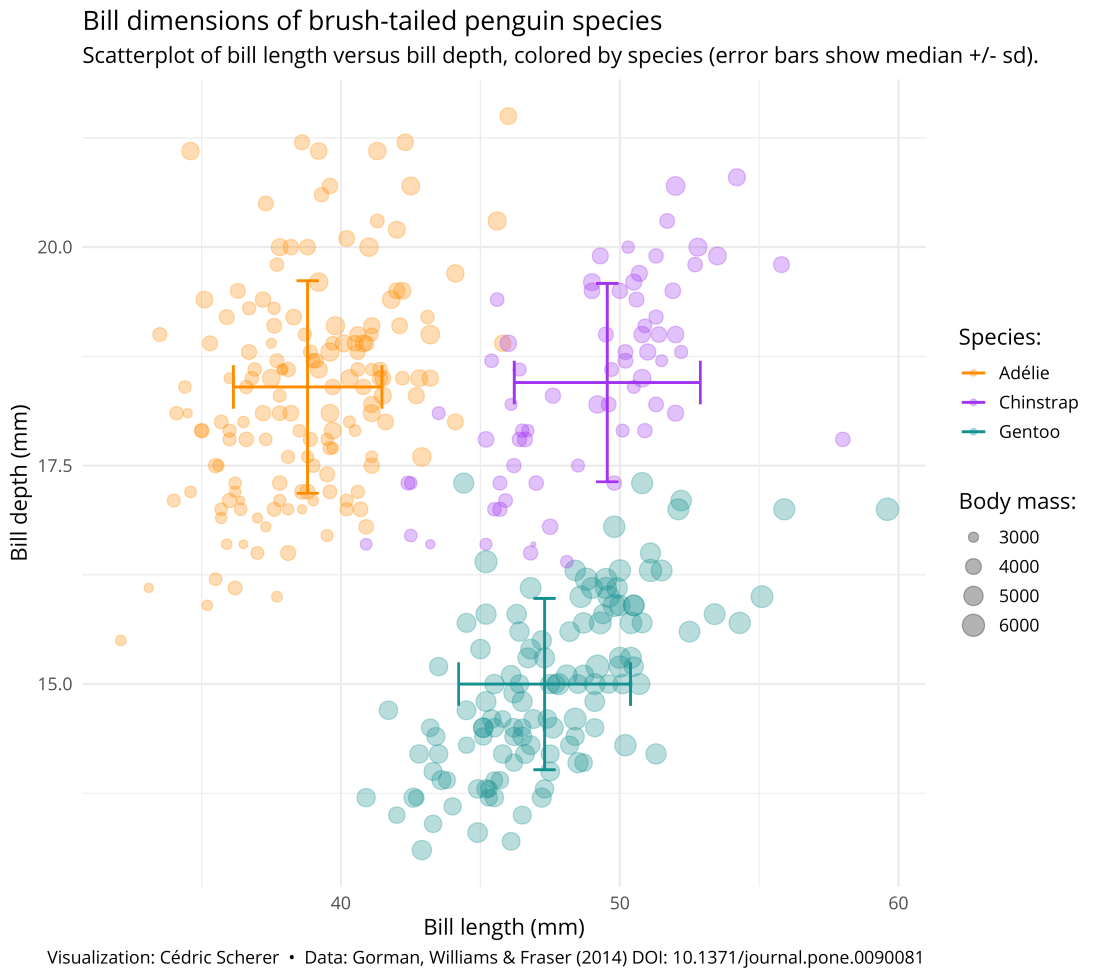 Bill dimensions of brush-tailed penguin species
Scatterplot of bill length versus bill depth, colored by species (error bars show median +/- sd).
Bill depth (mm)
20.0
17.5
15.0
40
50
60
Bill length (mm)
Species:
Adélie
Chinstrap
Gentoo
Body mass:
3000
4000
5000
6000
Visualization: Cédric Scherer • Data: Gorman, Williams & Fraser (2014) DOI: 10.1371/journal.pone.0090081